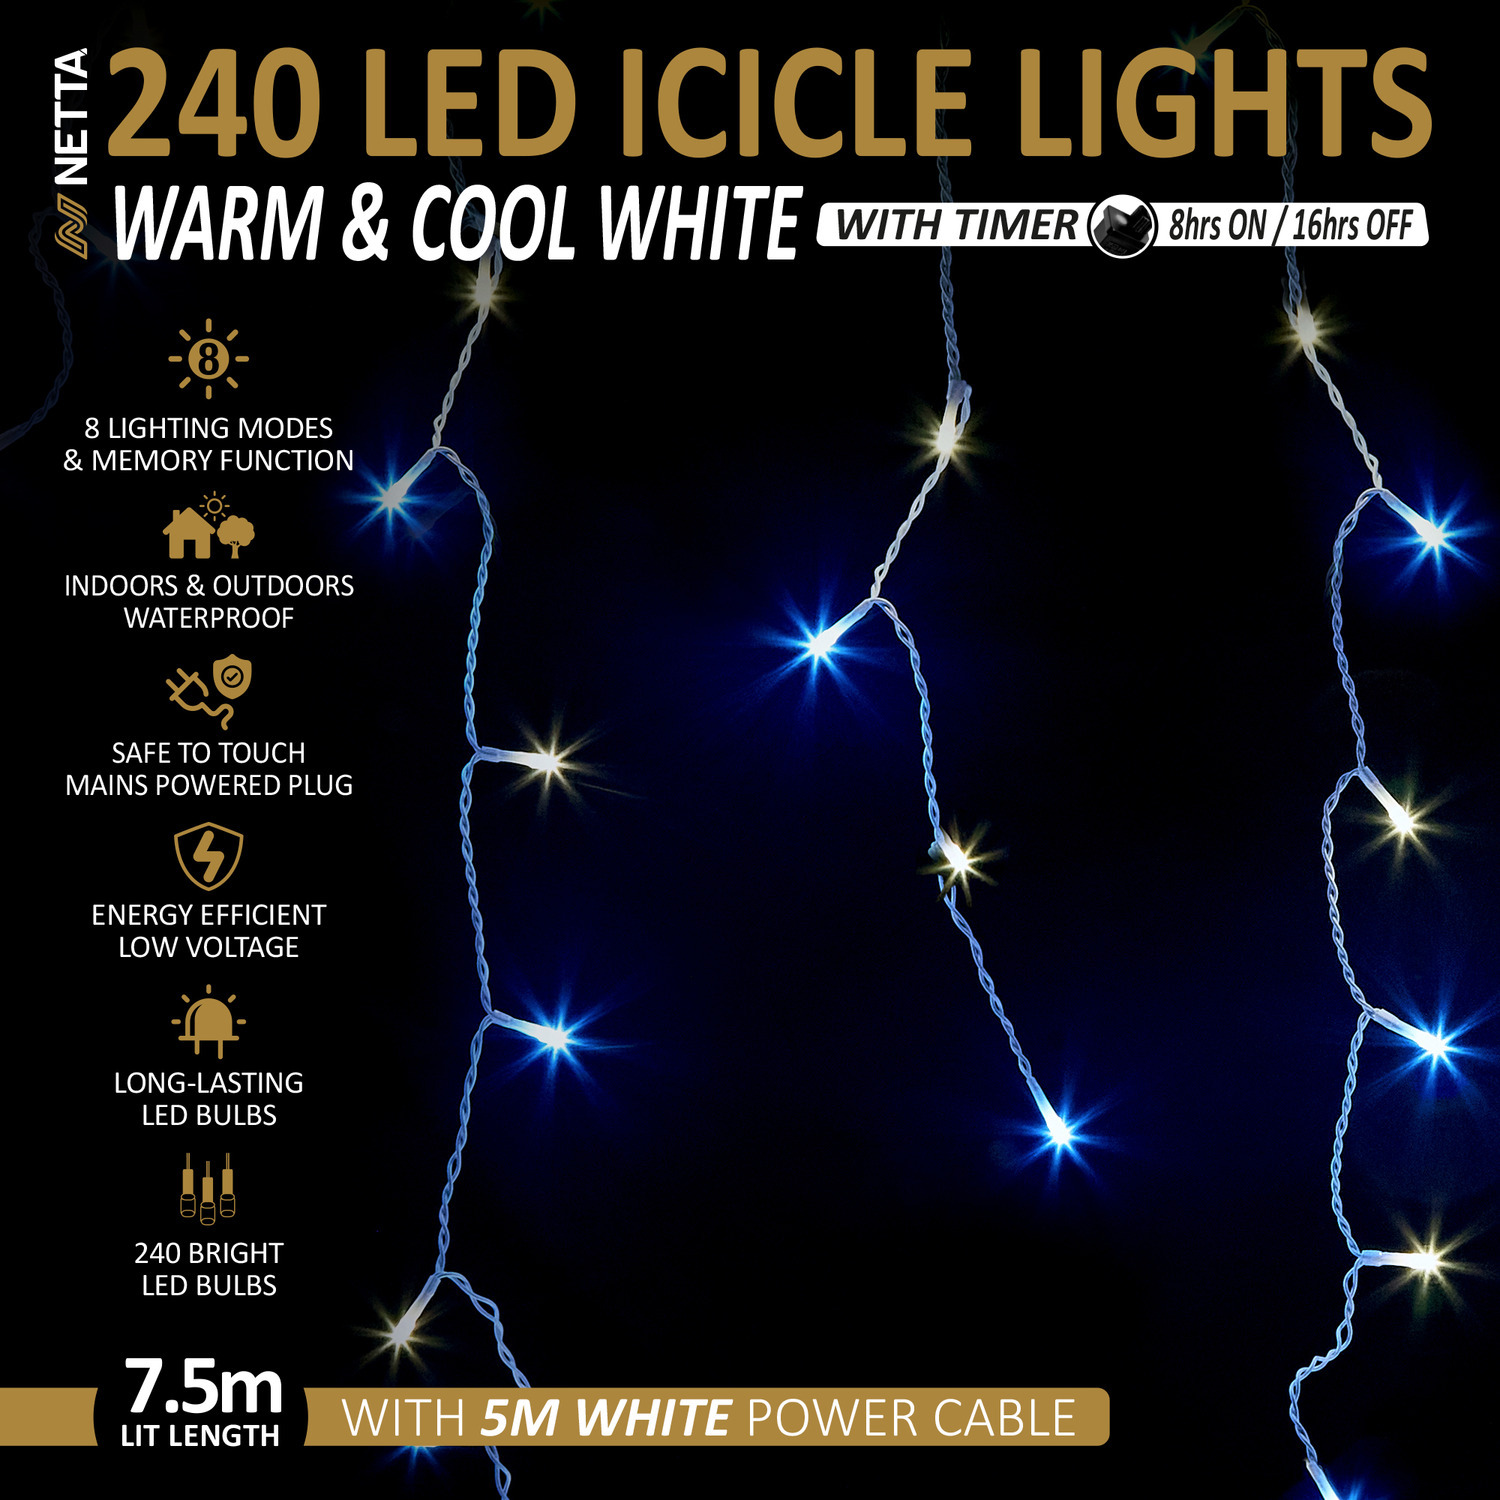 NETTA
240 LED ICICLE LIGHTS
WARM & COOL WHITE
WITH TIMER 8hrs ON / 16hrs OFF
8
8 LIGHTING MODES
& MEMORY FUNCTION
INDOORS & OUTDOORS
WATERPROOF
SAFE TO TOUCH
MAINS POWERED PLUG
ENERGY EFFICIENT
LOW VOLTAGE
LONG-LASTING
LED BULBS
240 BRIGHT
LED BULBS
7.5m
LIT LENGTH
WITH 5M WHITE POWER CABLE